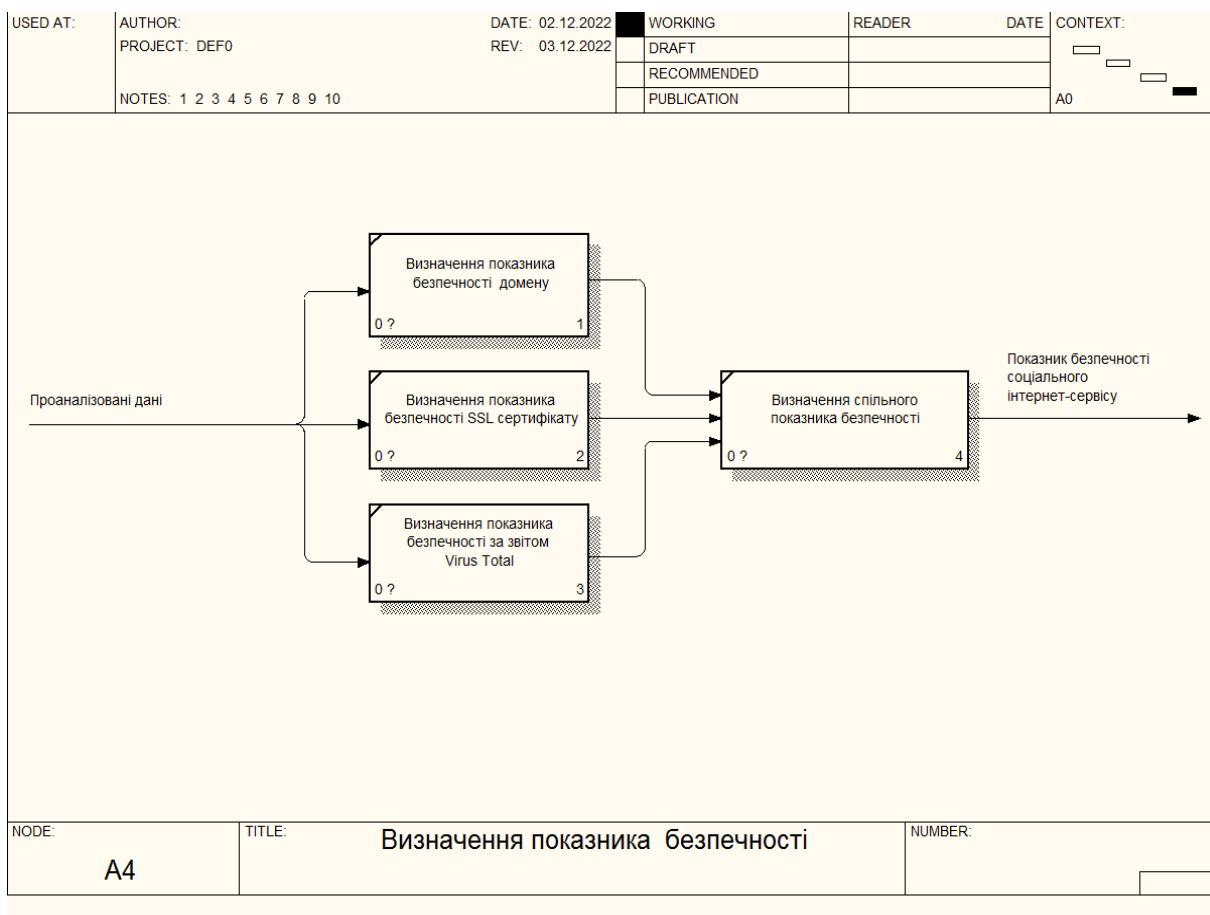 USED AT:
AUTHOR:
DATE: 02.12.2022
WORKING
READER
DATE
CONTEXT:
PROJECT: DEF0
REV: 03.12.2022
DRAFT
RECOMMENDED
NOTES: 1 2 3 4 5 6 7 8 9 10
PUBLICATION
A0
Визначення показника
безпечності домену
0 ?
1
Проаналізовані дані
Визначення показника
безпечності SSL сертифікату
0 ?
2
Визначення показника
безпечності за звітом
Virus Total
0 ?
3
Визначення спільного
показника безпечності
0 ?
4
Показник безпечності
соціального
інтернет-сервісу
NODE:
A4
TITLE:
Визначення показника безпечності
NUMBER: